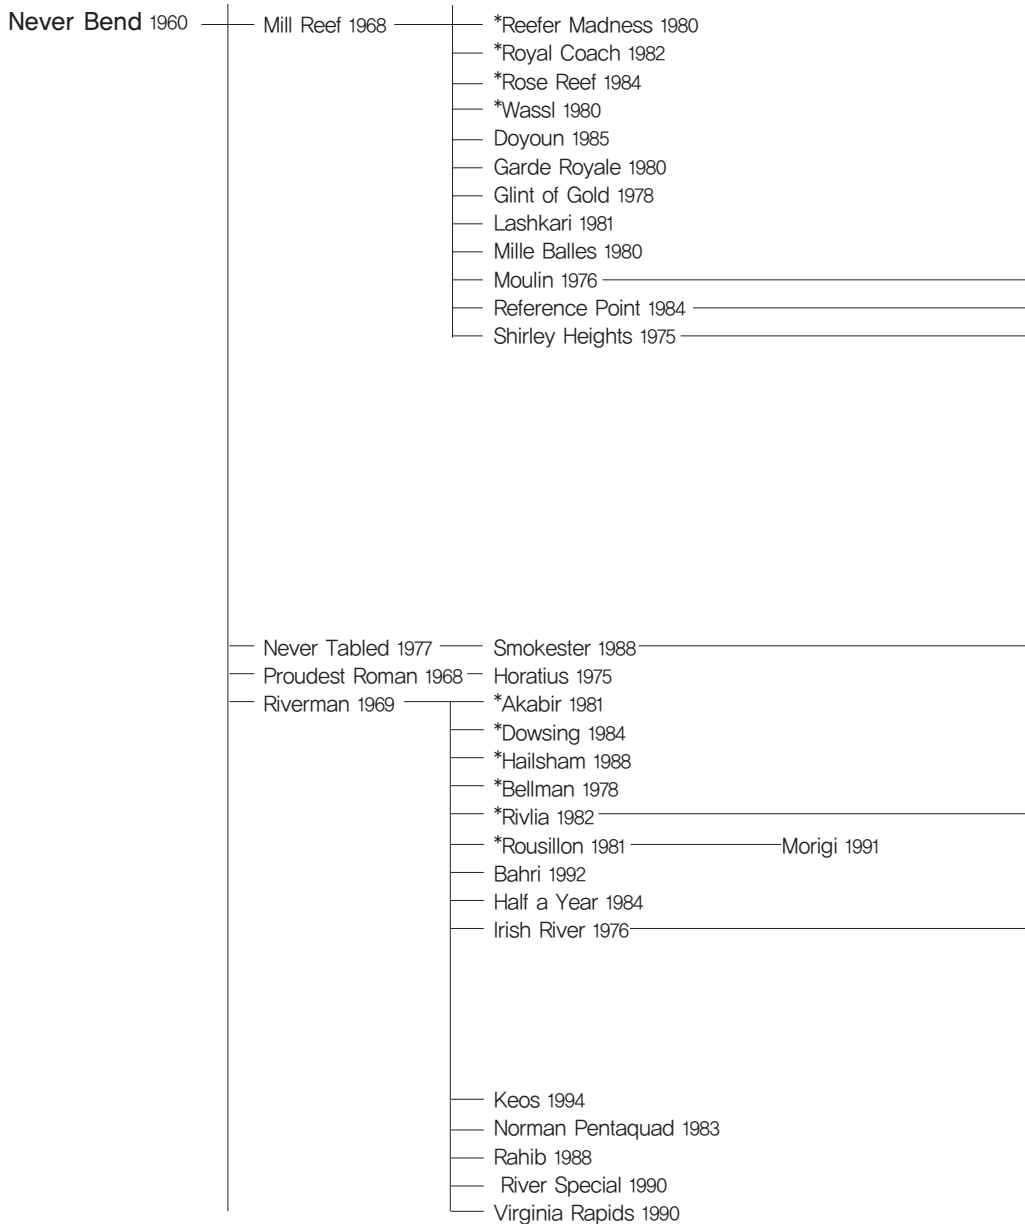 Never Bend 1960 Mill Reef 1968 *Reefer Madness 1980
*Royal Coach 1982
*Rose Reef 1984
*Wassl 1980
Doyoun 1985
Garde Royale 1980
Glint of Gold 1978
Lashkari 1981
Mille Balles 1980
Moulin 1976
Reference Point 1984
Shirley Heights 1975
Never Tabled 1977 Smokester 1988
Proudest Roman 1968 Horatius 1975
Riverman 1969 *Akabir 1981
*Dowsing 1984
*Hailsham 1988
*Bellman 1978
*Rivlia 1982
*Rousillon 1981 Morigi 1991
Bahri 1992
Half a Year 1984
Irish River 1976
Keos 1994
Norman Pentaquad 1983
Rahib 1988
River Special 1990
Virginia Rapids 1990